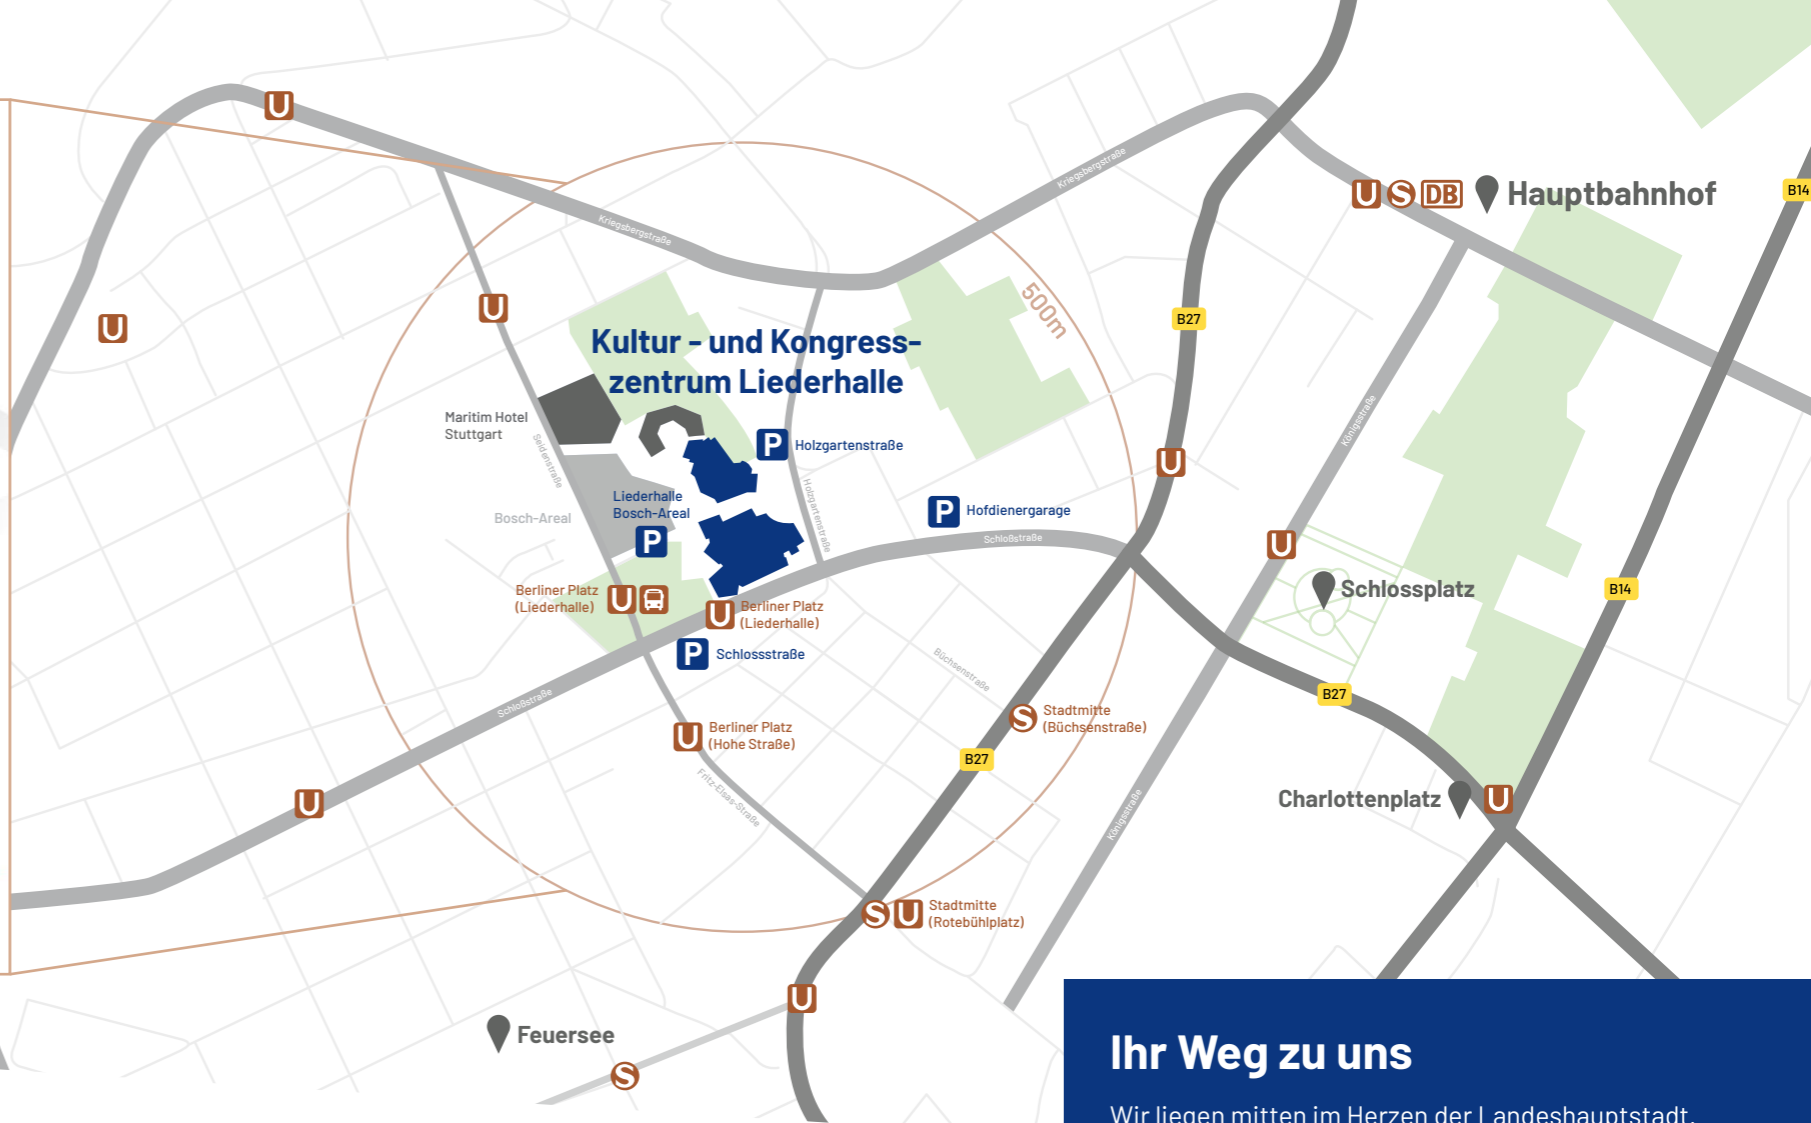 U
Kriegsbergstraße
B14
U S DB Hauptbahnhof
Kriegsbergstraße
U
500m
B27
U
Kultur - und Kongress-
zentrum Liederhalle
Maritim Hotel
Stuttgart
Seidenstraße
P Holzgartenstraße
Königsstraße
U
Liederhalle
Bosch-Areal
P
Bosch-Areal
Holzgartenstraße
P Hofdienergarage
Schloßstraße
U
Schlossplatz
B14
Berliner Platz
(Liederhalle)
U
U
Berliner Platz
(Liederhalle)
P Schlossstraße
Büchsenstraße
Schloßstraße
B27
S
Stadtmitte
(Büchsenstraße)
U
Berliner Platz
(Hohe Straße)
B27
Fritz-Elsas-Straße
Königsstraße
U
Charlottenplatz
U
S U
Stadtmitte
(Rotebühlplatz)
U
Feuersee
S
Ihr Weg zu uns
Wir liegen mitten im Herzen der Landeshauptstadt.